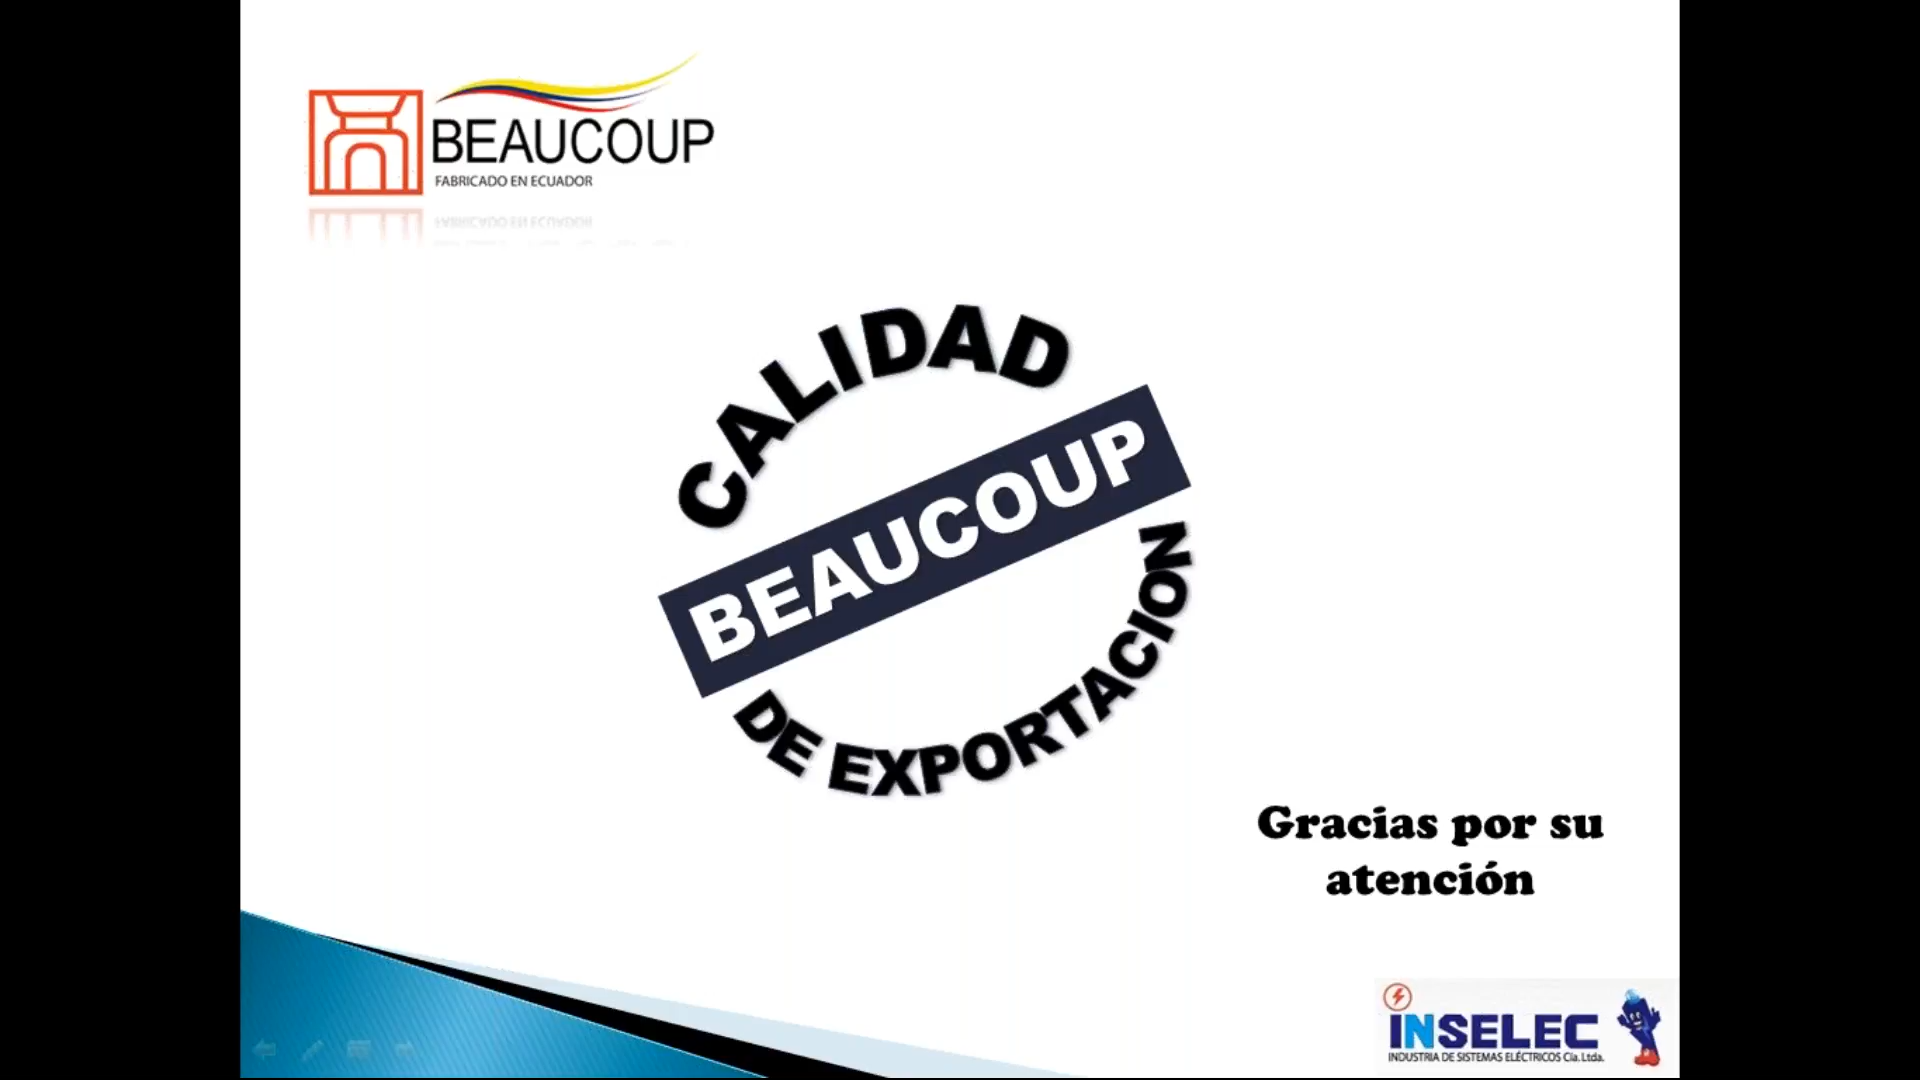 BEAUCOUP
FABRICADO EN ECUADOR
CALIDAD
BEAUCOUP
DE EXPORTACION
Gracias por su
atención
INSELEC
INDUSTRIA DE SISTEMAS ELÉCTRICOS Cía. Ltda.